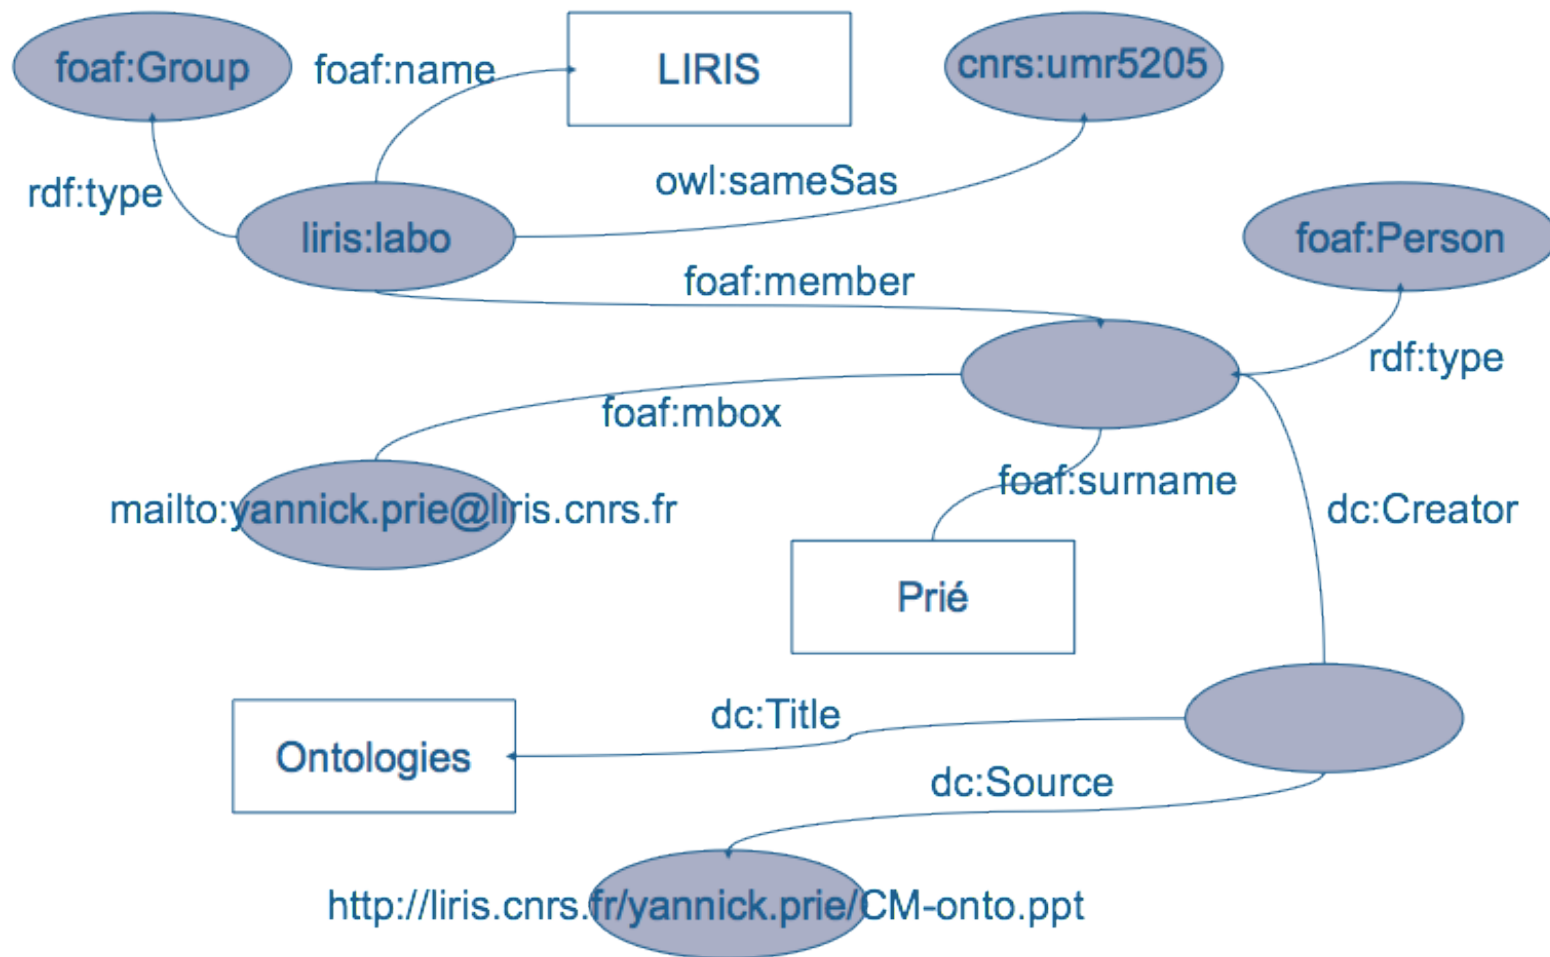 foaf:Group
foaf:name
LIRIS
cnrs:umr5205
rdf:type
owl:sameSas
liris:labo
foaf:Person
foaf:member
rdf:type
foaf:mbox
foaf:surname
mailto:yannick.prie@liris.cnrs.fr
dc:Creator
Prié
dc:Title
Ontologies
dc:Source
http://liris.cnrs.fr/yannick.prie/CM-onto.ppt